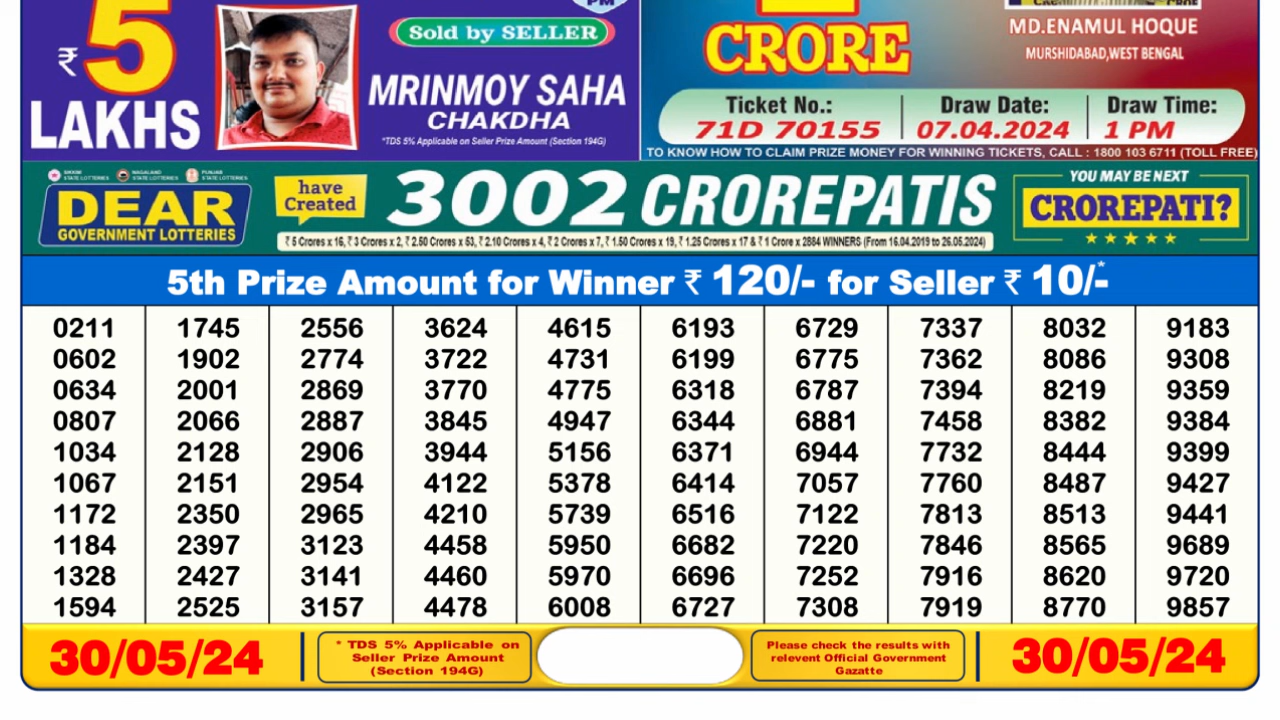 PM
₹ 5
LAKHS
Sold by SELLER
MRINMOY SAHA
CHAKDHA
*TDS 5% Applicable on Seller Prize Amount (Section 194G)
CRORE
MD.ENAMUL HOQUE
MURSHIDABAD,WEST BENGAL
Ticket No.: Draw Date: Draw Time:
71D 70155 07.04.2024 1 PM
TO KNOW HOW TO CLAIM PRIZE MONEY FOR WINNING TICKETS, CALL : 1800 103 6711 (TOLL FREE)
SIKKIM STATE LOTTERIES NAGALAND STATE LOTTERIES PUNJAB STATE LOTTERIES
DEAR
GOVERNMENT LOTTERIES
have
Created
3002 CROREPATIS
₹ 5 Crores x 16, ₹ 3 Crores x 2, ₹ 2.50 Crores x 53, ₹ 2.10 Crores x 4, ₹ 2 Crores x 7, ₹ 1.50 Crores x 19, ₹ 1.25 Crores x 17 & ₹ 1 Crore x 2884 WINNERS (From 16.04.2019 to 26.05.2024)
YOU MAY BE NEXT
CROREPATI?
5th Prize Amount for Winner ₹ 120/- for Seller ₹ 10/-*
0211 1745 2556 3624 4615 6193 6729 7337 8032 9183
0602 1902 2774 3722 4731 6199 6775 7362 8086 9308
0634 2001 2869 3770 4775 6318 6787 7394 8219 9359
0807 2066 2887 3845 4947 6344 6881 7458 8382 9384
1034 2128 2906 3944 5156 6371 6944 7732 8444 9399
1067 2151 2954 4122 5378 6414 7057 7760 8487 9427
1172 2350 2965 4210 5739 6516 7122 7813 8513 9441
1184 2397 3123 4458 5950 6682 7220 7846 8565 9689
1328 2427 3141 4460 5970 6696 7252 7916 8620 9720
1594 2525 3157 4478 6008 6727 7308 7919 8770 9857
30/05/24
* TDS 5% Applicable on
Seller Prize Amount
(Section 194G)
Please check the results with
relevent Official Government
Gazatte
30/05/24